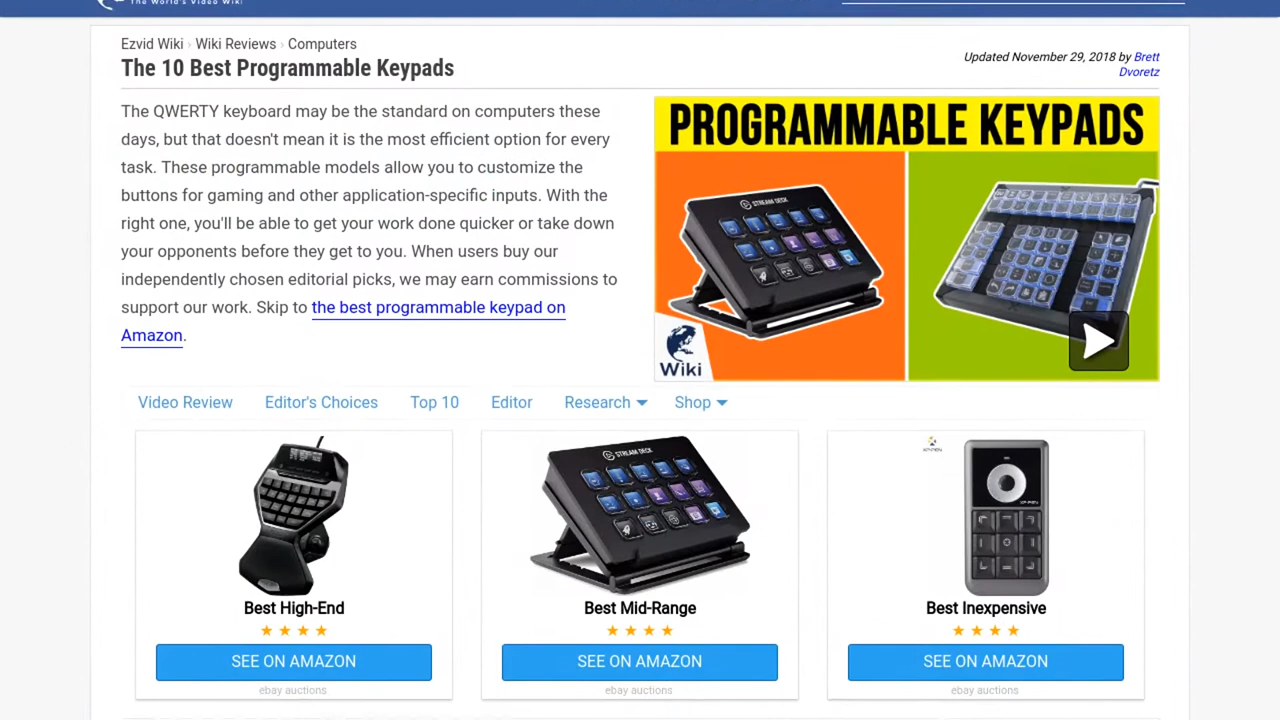 The World's Video Wiki
Ezvid Wiki › Wiki Reviews › Computers
The 10 Best Programmable Keypads
Updated November 29, 2018 by Brett
Dvoretz
The QWERTY keyboard may be the standard on computers these
days, but that doesn't mean it is the most efficient option for every
task. These programmable models allow you to customize the
buttons for gaming and other application-specific inputs. With the
right one, you'll be able to get your work done quicker or take down
your opponents before they get to you. When users buy our
independently chosen editorial picks, we may earn commissions to
support our work. Skip to the best programmable keypad on
Amazon.
PROGRAMMABLE KEYPADS
STREAM DECK
Wiki
Video Review Editor's Choices Top 10 Editor Research Shop
STREAM DECK
XP-PEN
XP-PEN
Best High-End
Best Mid-Range
Best Inexpensive
SEE ON AMAZON
SEE ON AMAZON
SEE ON AMAZON
ebay auctions
ebay auctions
ebay auctions